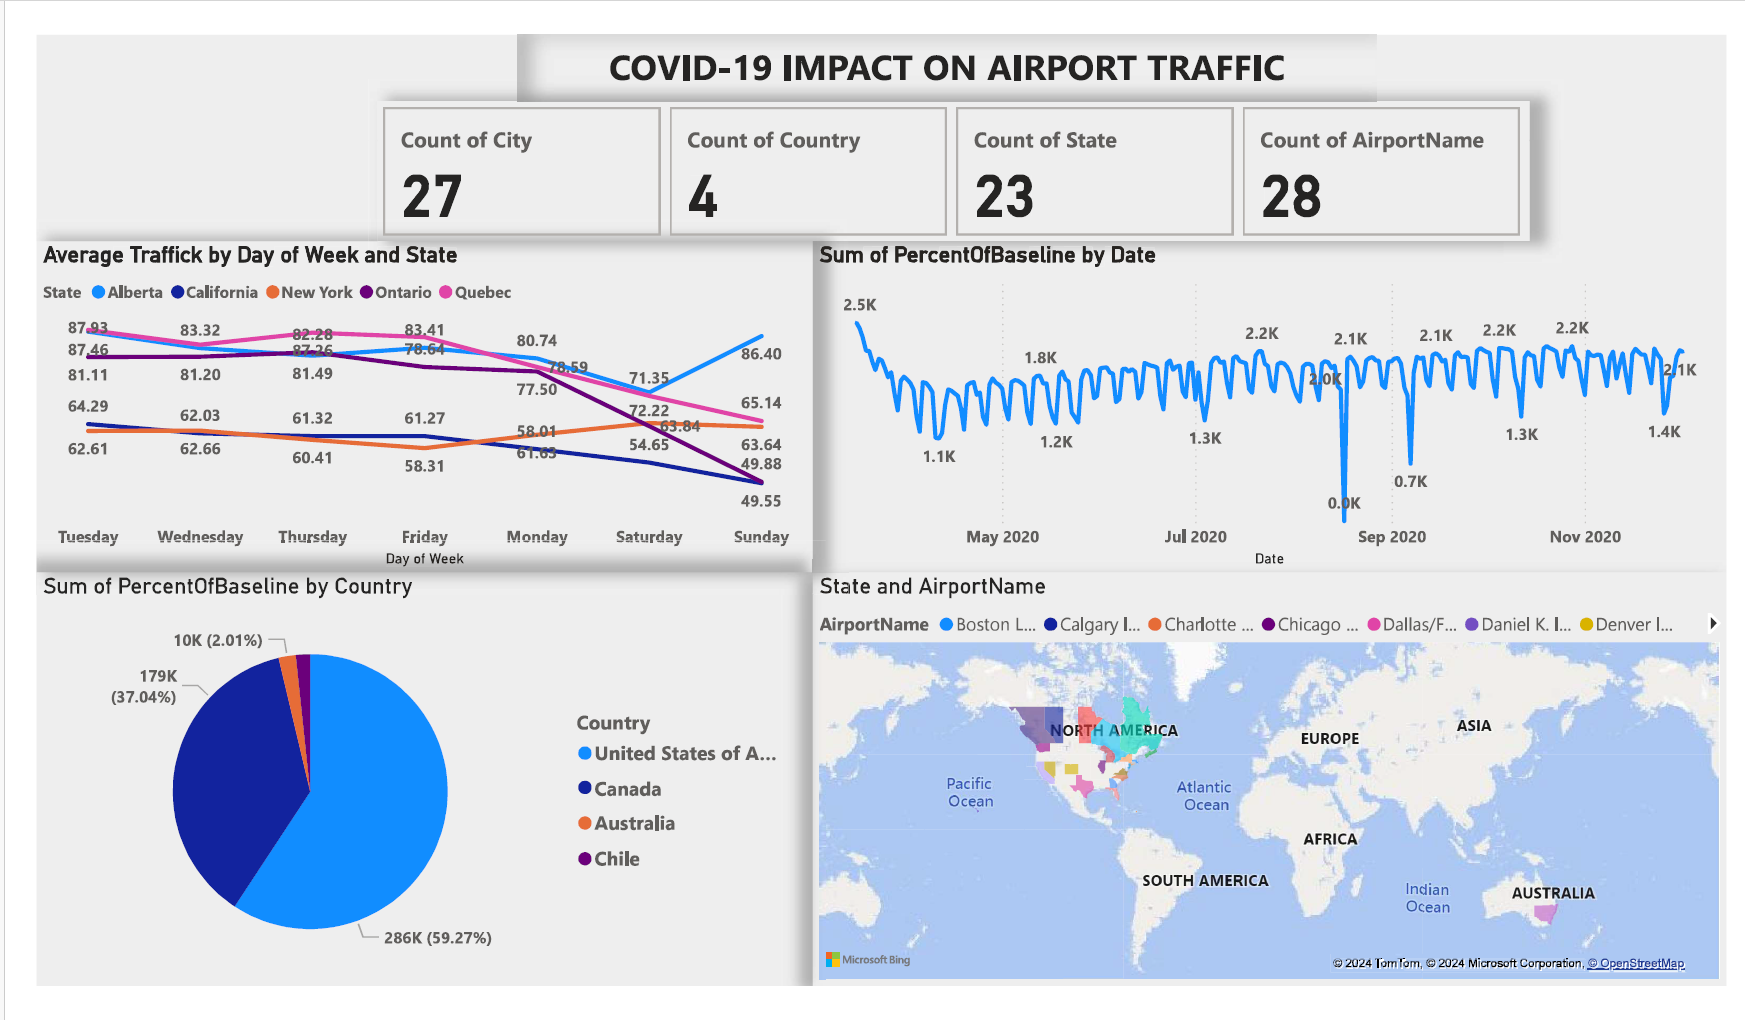 COVID-19 IMPACT ON AIRPORT TRAFFIC
Count of City
27
Count of Country
4
Count of State
23
Count of AirportName
28
Average Traffick by Day of Week and State
State Alberta California New York Ontario Quebec
87.93
83.32
82.28
83.41
80.74
87.46
87.26
78.64
78.59
86.40
81.11
81.20
81.49
77.50
71.35
65.14
64.29
62.03
61.32
61.27
58.01
72.22
63.84
62.61
62.66
60.41
58.31
61.63
54.65
63.64
49.88
49.55
Tuesday Wednesday Thursday Friday Monday Saturday Sunday
Day of Week
Sum of PercentOfBaseline by Date
2.5K
1.1K
1.8K
1.2K
1.3K
2.2K
2.0K
2.1K
0.0K
0.7K
2.1K
2.2K
1.3K
2.2K
1.4K
2.1K
May 2020 Jul 2020 Sep 2020 Nov 2020
Date
Sum of PercentOfBaseline by Country
10K (2.01%)
179K
(37.04%)
286K (59.27%)
Country
United States of A...
Canada
Australia
Chile
State and AirportName
AirportName Boston L... Calgary I... Charlotte ... Chicago ... Dallas/F... Daniel K. I... Denver I...
NORTH AMERICA
EUROPE
ASIA
Pacific
Ocean
Atlantic
Ocean
AFRICA
SOUTH AMERICA
Indian
Ocean
AUSTRALIA
Microsoft Bing
© 2024 TomTom, © 2024 Microsoft Corporation, © OpenStreetMap